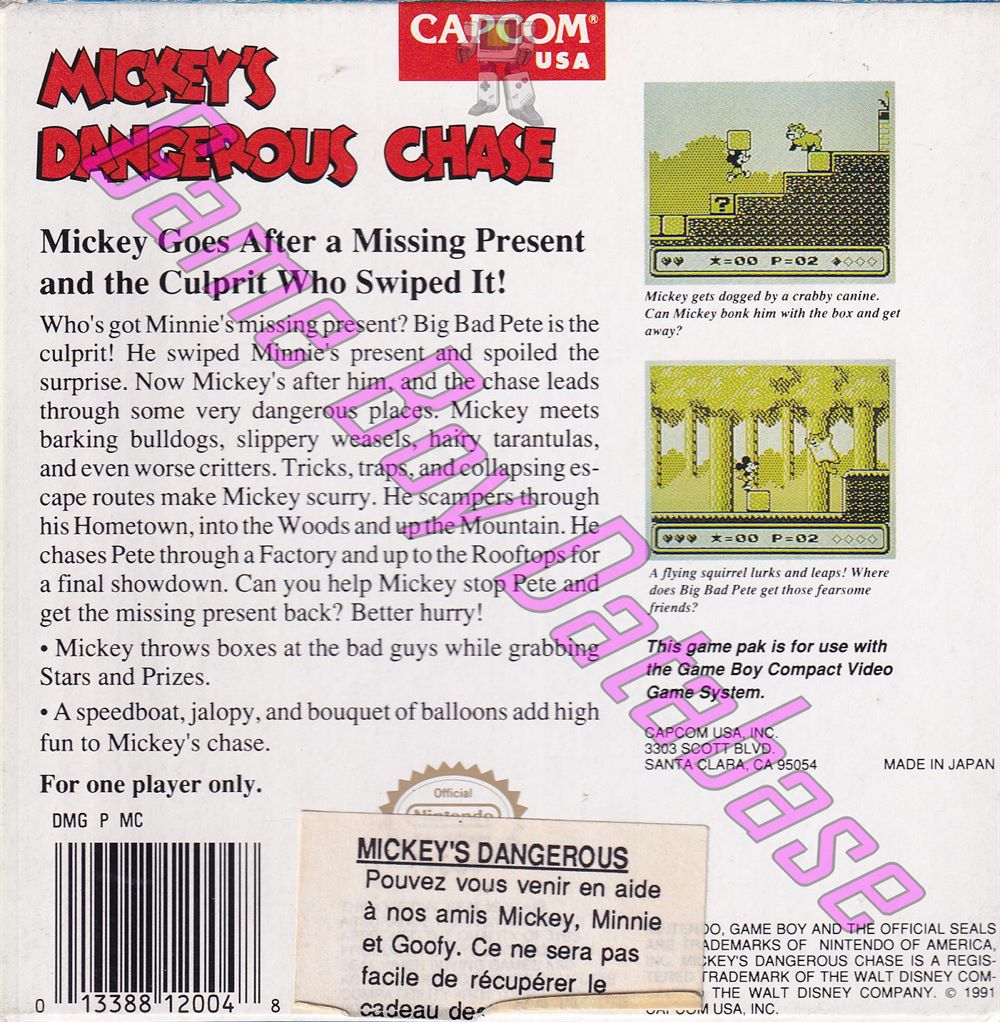 CAPCOM®
USA
MICKEY'S
DANGEROUS CHASE
Mickey Goes After a Missing Present
and the Culprit Who Swiped It!
Who's got Minnie's missing present? Big Bad Pete is the
culprit! He swiped Minnie's present and spoiled the
surprise. Now Mickey's after him, and the chase leads
through some very dangerous places. Mickey meets
barking bulldogs, slippery weasels, hairy tarantulas,
and even worse critters. Tricks, traps, and collapsing es-
cape routes make Mickey scurry. He scampers through
his Hometown, into the Woods and up the Mountain. He
chases Pete through a Factory and up to the Rooftops for
a final showdown. Can you help Mickey stop Pete and
get the missing present back? Better hurry!
• Mickey throws boxes at the bad guys while grabbing
Stars and Prizes.
• A speedboat, jalopy, and bouquet of balloons add high
fun to Mickey's chase.
For one player only.
DMG P MC
0 13388 12004 8
?
★=00 P=02
Mickey gets dogged by a crabby canine.
Can Mickey bonk him with the box and get
away?
★=00 P=02
A flying squirrel lurks and leaps! Where
does Big Bad Pete get those fearsome
friends?
This game pak is for use with
the Game Boy Compact Video
Game System.
CAPCOM USA, INC.
3303 SCOTT BLVD.
SANTA CLARA, CA 95054
MADE IN JAPAN
Official
Nintendo
MICKEY'S DANGEROUS
Pouvez vous venir en aide
à nos amis Mickey, Minnie
et Goofy. Ce ne sera pas
facile de récupérer le
cadeau de
DO, GAME BOY AND THE OFFICIAL SEALS
ARE TRADEMARKS OF NINTENDO OF AMERICA,
INC. MICKEY'S DANGEROUS CHASE IS A REGIS-
TERED TRADEMARK OF THE WALT DISNEY COM-
THE WALT DISNEY COMPANY. © 1991
CAPCOM USA, INC.
Game Boy Database